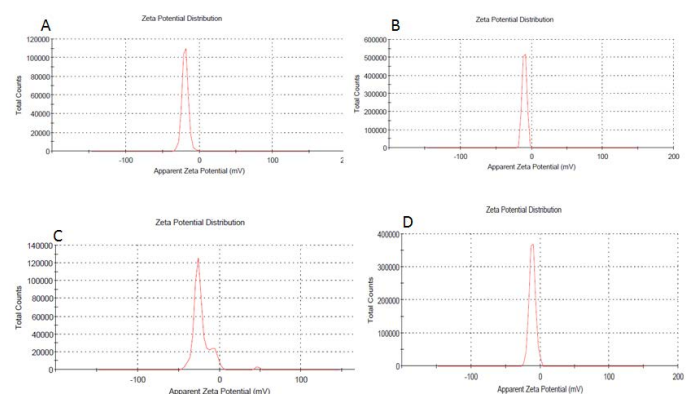 A
Zeta Potential Distribution
120000
100000
80000
60000
40000
20000
0
Total Counts
-100
0
100
2
Apparent Zeta Potential (mV)
B
Zeta Potential Distribution
600000
500000
400000
300000
200000
100000
0
Total Counts
-100
0
100
200
Apparent Zeta Potential (mV)
C
Zeta Potential Distribution
140000
120000
100000
80000
60000
40000
20000
0
Total Counts
-100
0
100
Apparent Zeta Potential (mV)
D
Zeta Potential Distribution
400000
300000
200000
100000
0
Total Counts
-100
0
100
200
Apparent Zeta Potential (mV)